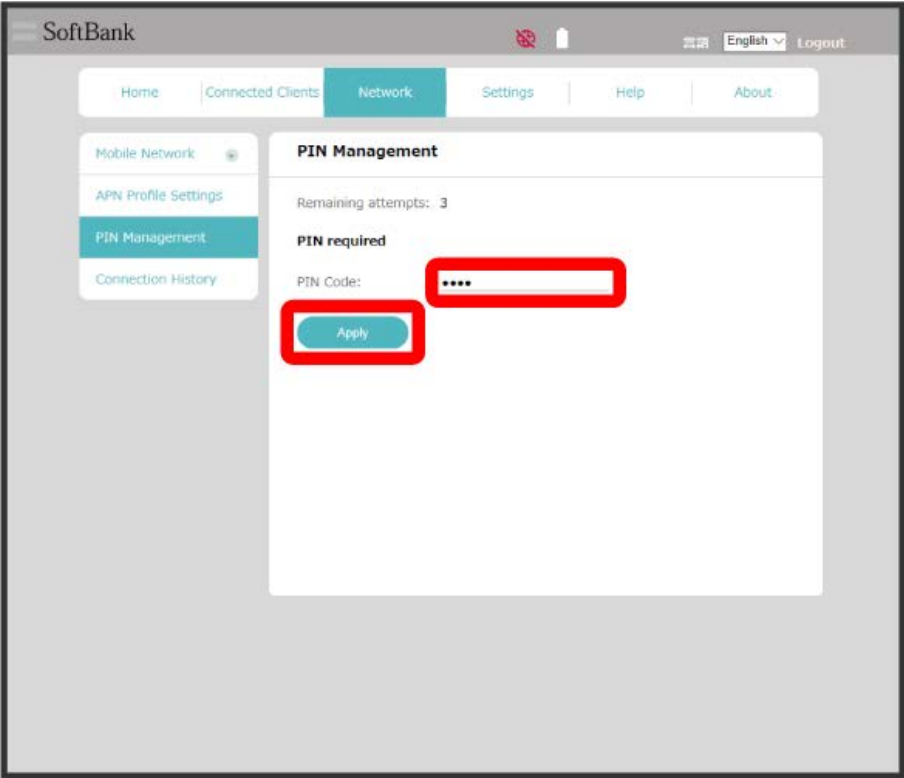 SoftBank
言語 English Logout
Home Connected Clients Network Settings Help About
Mobile Network
APN Profile Settings
PIN Management
Connection History
PIN Management
Remaining attempts: 3
PIN required
PIN Code: ••••
Apply